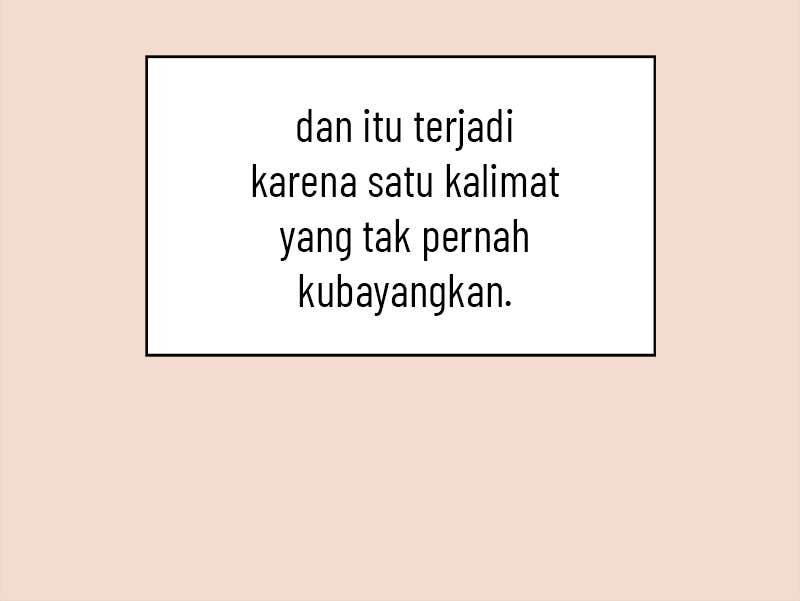 dan itu terjadi
karena satu kalimat
yang tak pernah
kubayangkan.